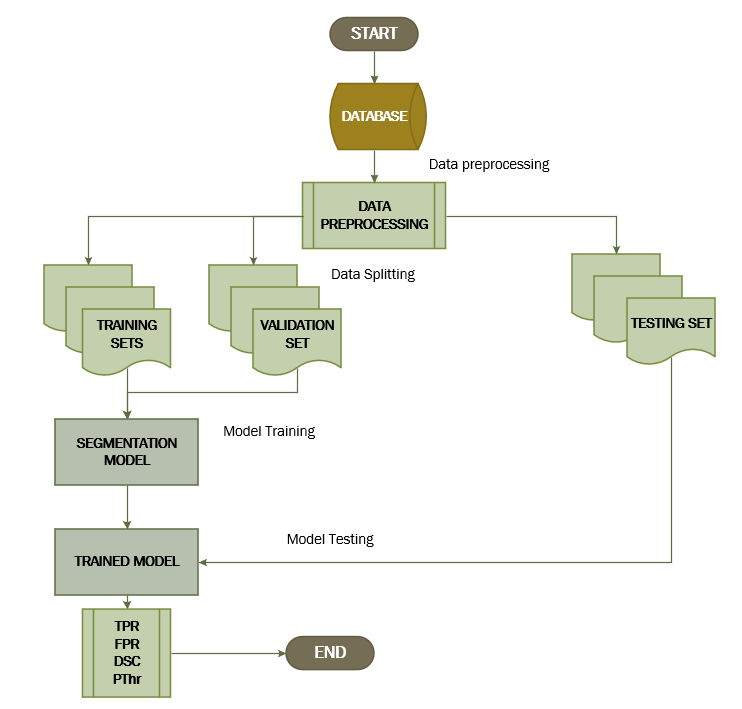 START
DATABASE
Data preprocessing
DATA
PREPROCESSING
Data Splitting
TRAINING
SETS
VALIDATION
SET
TESTING SET
Model Training
SEGMENTATION
MODEL
Model Testing
TRAINED MODEL
TPR
FPR
DSC
PThr
END